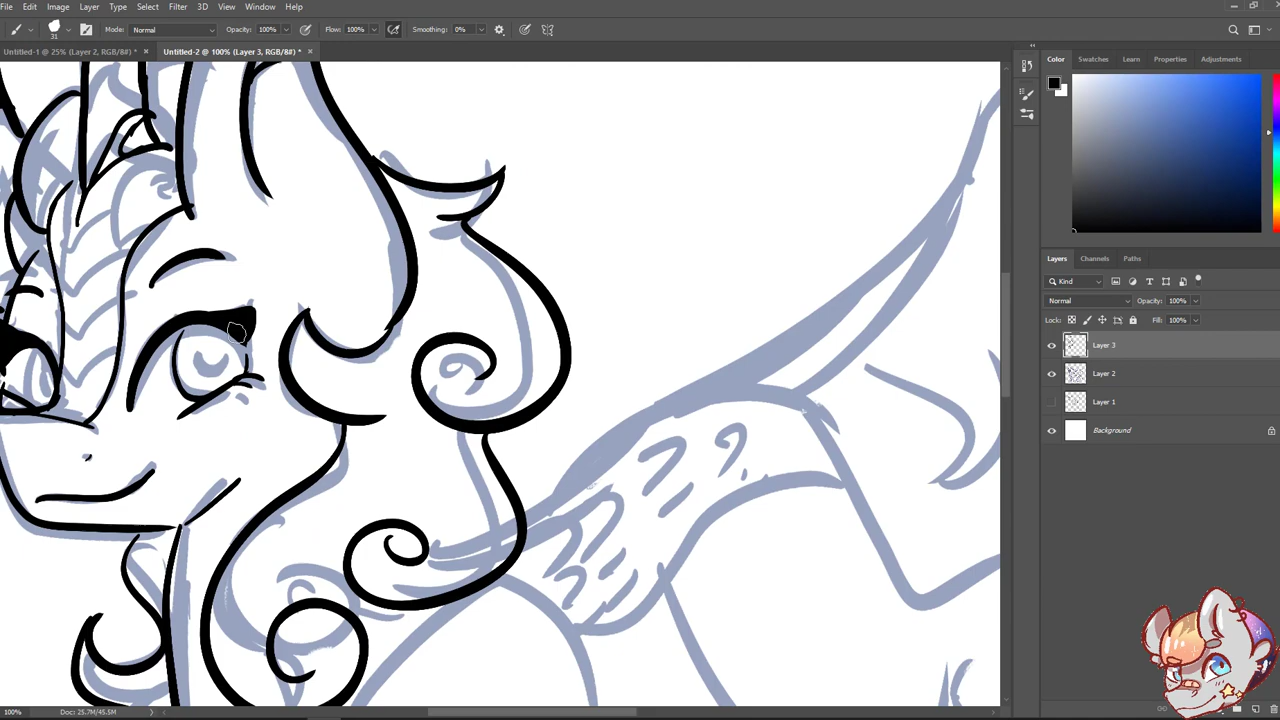 File Edit Image Layer Type Select Filter 3D View Window Help
31 Mode: Normal Opacity: 100% Flow: 100% Smoothing: 0%
Untitled-1 @ 25% (Layer 2, RGB/8#) * × Untitled-2 @ 100% (Layer 3, RGB/8#) * ×
Color Swatches Learn Properties Adjustments
Layers Channels Paths
Kind
Normal Opacity: 100%
Lock: Fill: 100%
Layer 3
Layer 2
Layer 1
Background
100% Doc: 25.7M/45.5M